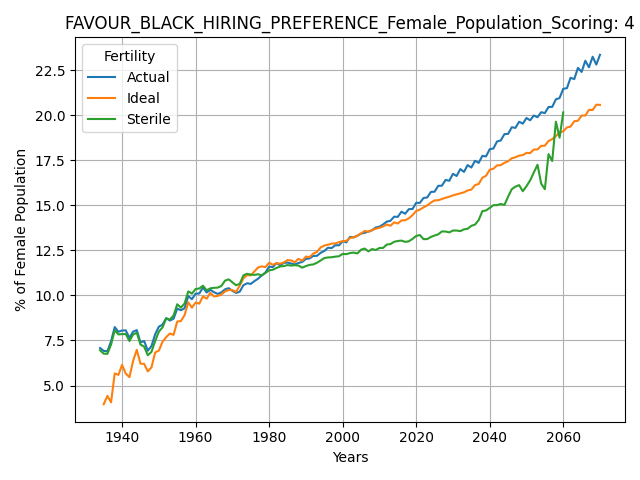 FAVOUR_BLACK_HIRING_PREFERENCE_Female_Population_Scoring: 4
Fertility
Actual
Ideal
Sterile
% of Female Population
22.5
20.0
17.5
15.0
12.5
10.0
7.5
5.0
1940 1960 1980 2000 2020 2040 2060
Years